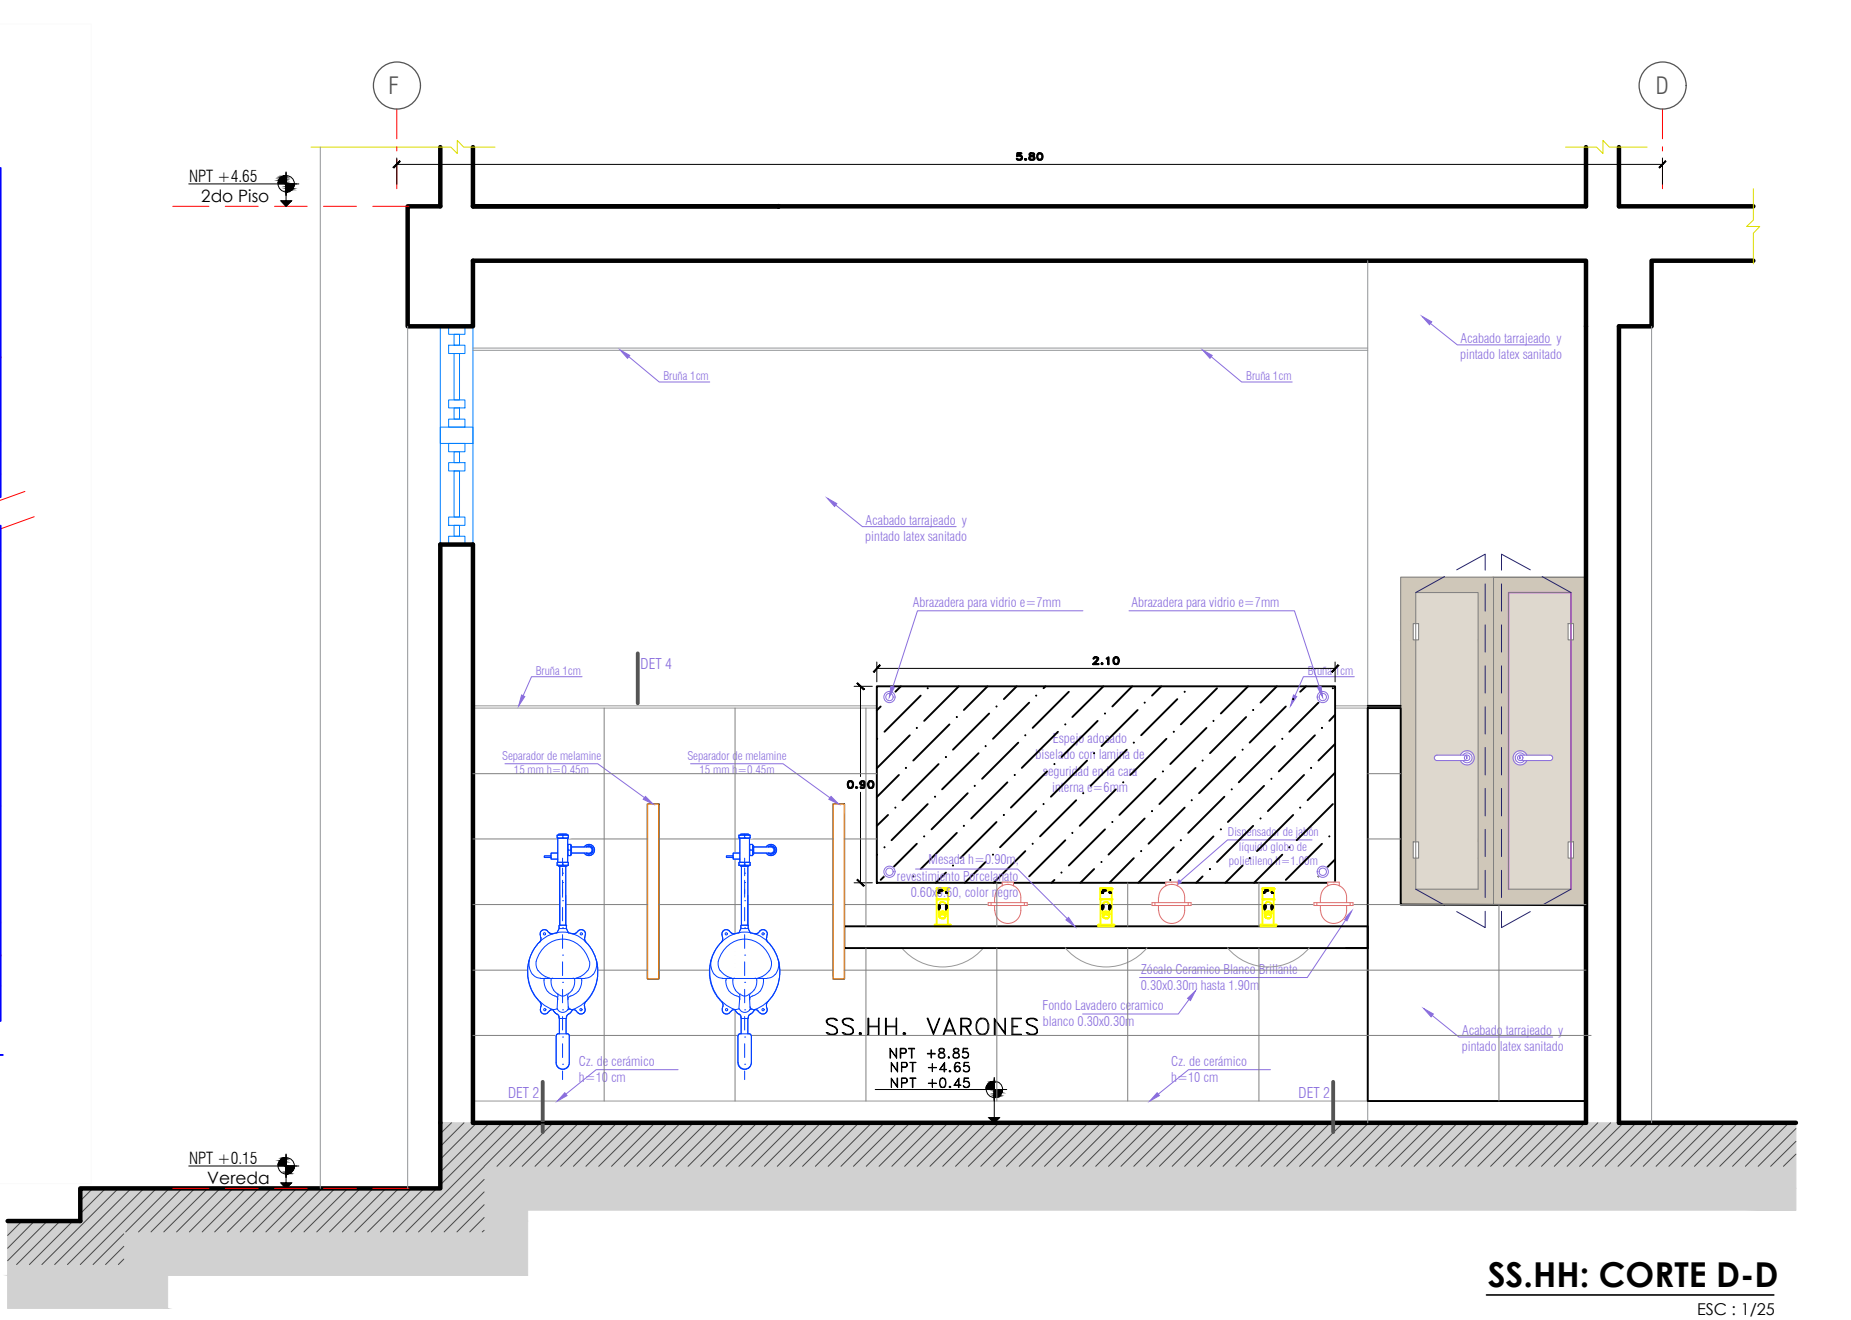 F
D
5.80
NPT +4.65
2do Piso
Acabado tarrajeado y
pintado latex sanitado
Bruña 1cm
Bruña 1cm
Acabado tarrajeado y
pintado latex sanitado
Abrazadera para vidrio e=7mm
Abrazadera para vidrio e=7mm
DET 4
2.10
Bruña 1cm
Bruña 1cm
Separador de melamine
15 mm h=0.45m
Separador de melamine
15 mm h=0.45m
Espejo adosado
biselado con lamina de
seguridad en la cara
interna e=6mm
0.90
Dispensador de jabon
liquido globo de
polietileno h=1.00m
Mesada h=0.90m,
revestimiento Porcelanato
0.60x0.60, color negro
Zócalo Ceramico Blanco Brillante
0.30x0.30m hasta 1.90m
Fondo Lavadero ceramico
blanco 0.30x0.30m
SS.HH. VARONES
NPT +8.85
NPT +4.65
NPT +0.45
Acabado tarrajeado y
pintado latex sanitado
Cz. de cerámico
h=10 cm
Cz. de cerámico
h=10 cm
DET 2
DET 2
NPT +0.15
Vereda
SS.HH: CORTE D-D
ESC : 1/25